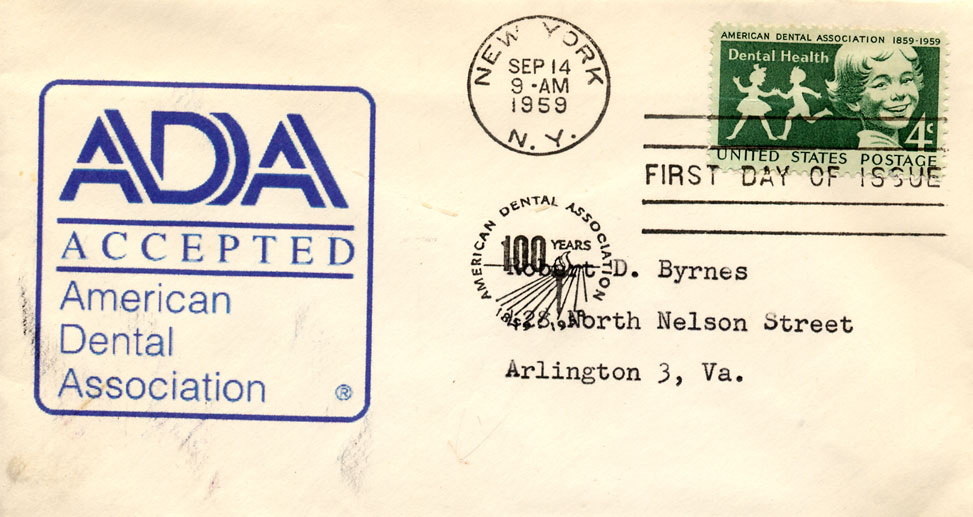 ADA
ACCEPTED
American
Dental
Association ®
NEW YORK
SEP 14
9-AM
1959
N.Y.
AMERICAN DENTAL ASSOCIATION 1859-1959
Dental Health
4¢
UNITED STATES POSTAGE
FIRST DAY OF ISSUE
AMERICAN DENTAL ASSOCIATION
100 YEARS
1859 1959
Robert D. Byrnes
North Nelson Street
Arlington 3, Va.